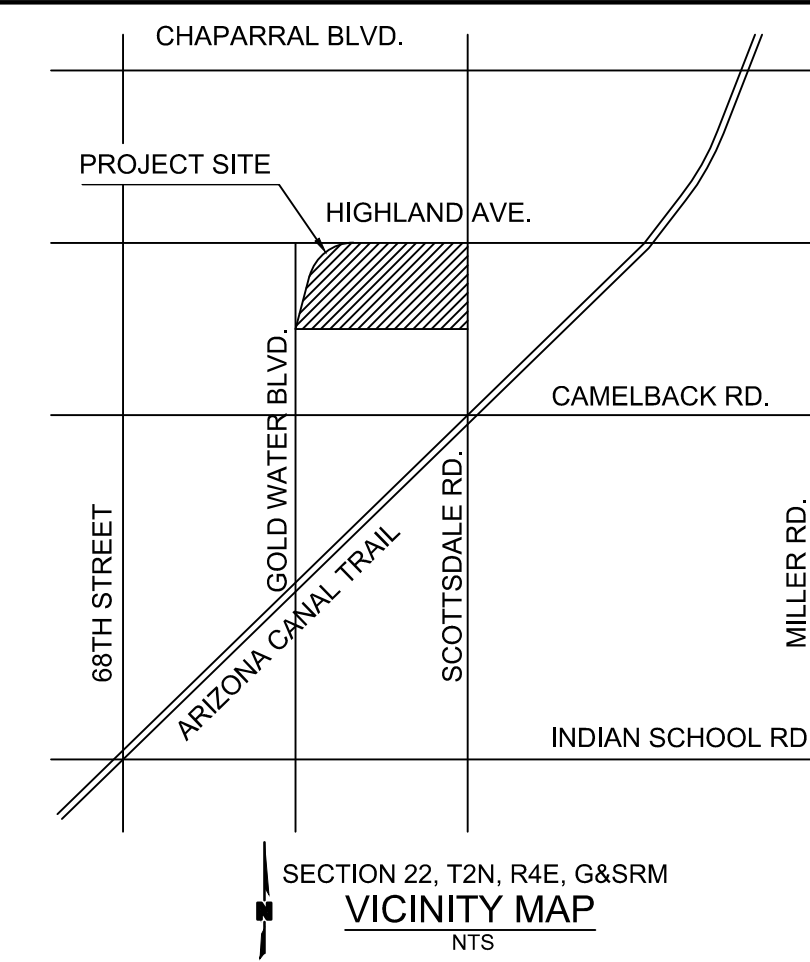 CHAPARRAL BLVD.
PROJECT SITE
HIGHLAND AVE.
GOLD WATER BLVD.
CAMELBACK RD.
68TH STREET
ARIZONA CANAL TRAIL
SCOTTSDALE RD.
MILLER RD.
INDIAN SCHOOL RD
N
SECTION 22, T2N, R4E, G&SRM
VICINITY MAP
NTS